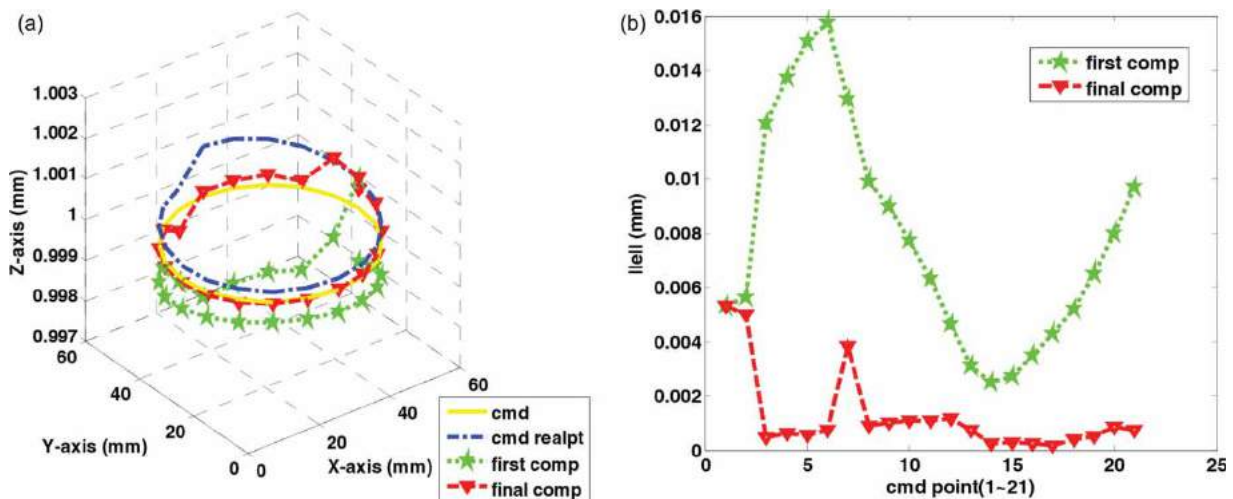 (a)
1.003
1.002
1.001
1
0.999
0.998
0.997
Z-axis (mm)
60
40
20
0
Y-axis (mm)
0
20
40
60
X-axis (mm)
cmd
cmd realpt
first comp
final comp
(b)
0.016
0.014
0.012
0.01
0.008
0.006
0.004
0.002
0
||e|| (mm)
first comp
final comp
0
5
10
15
20
25
cmd point(1~21)